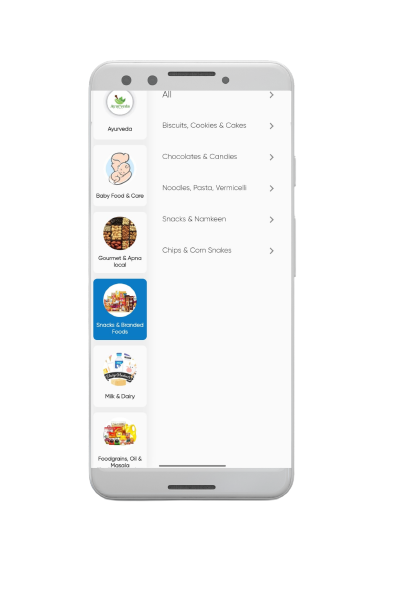 Ayurveda
Baby Food & Care
Gourmet & Apna
local
Snacks & Branded
Foods
Milk & Dairy
Foodgrains, Oil &
Masala
All
Biscuits, Cookies & Cakes
Chocolates & Candies
Noodles, Pasta, Vermicelli
Snacks & Namkeen
Chips & Corn Snakes